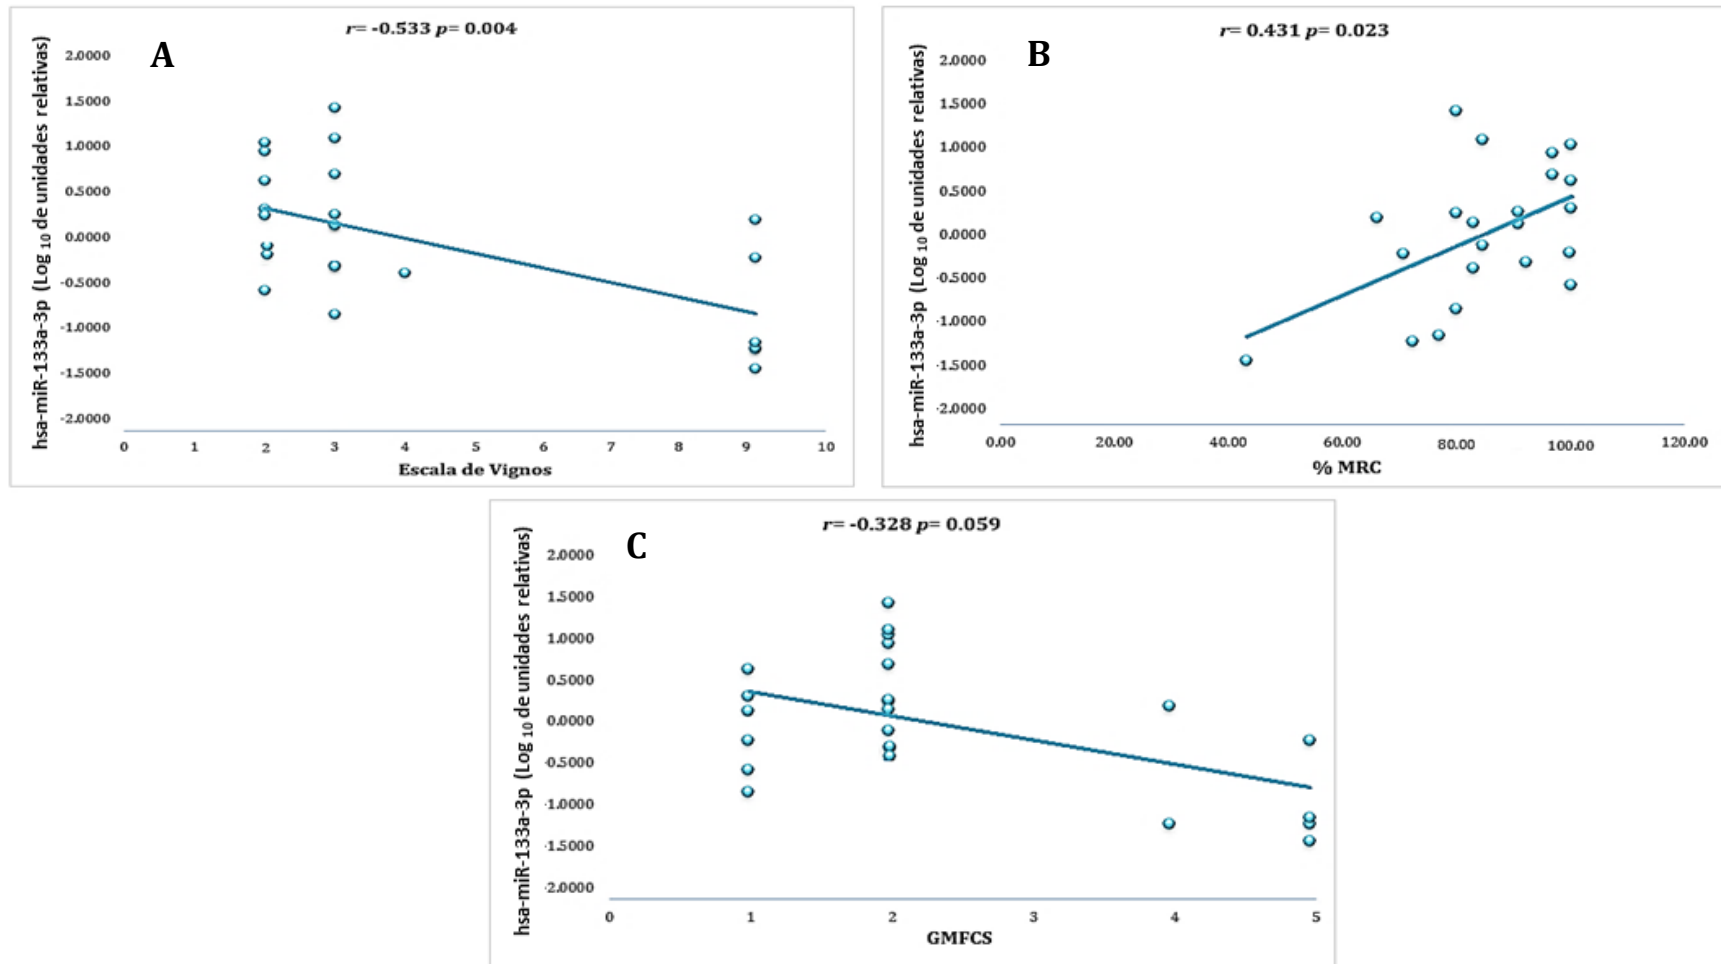 r= -0.533 p= 0.004
A
hsa-miR-133a-3p (Log 10 de unidades relativas)
2.0000
1.5000
1.0000
0.5000
0.0000
-0.5000
-1.0000
-1.5000
-2.0000
0 1 2 3 4 5 6 7 8 9 10
Escala de Vignos
r= 0.431 p= 0.023
B
hsa-miR-133a-3p (Log 10 de unidades relativas)
2.0000
1.5000
1.0000
0.5000
0.0000
-0.5000
-1.0000
-1.5000
-2.0000
0.00 20.00 40.00 60.00 80.00 100.00 120.00
% MRC
r= -0.328 p= 0.059
C
hsa-miR-133a-3p (Log 10 de unidades relativas)
2.0000
1.5000
1.0000
0.5000
0.0000
-0.5000
-1.0000
-1.5000
-2.0000
0 1 2 3 4 5
GMFCS